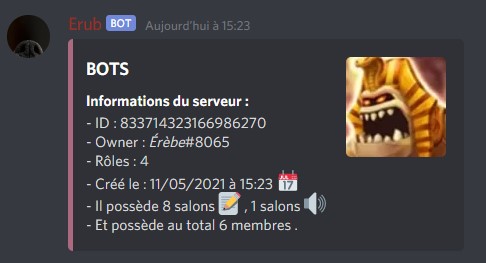 Erub BOT Aujourd'hui à 15:23
BOTS
Informations du serveur :
- ID : 833714323166986270
- Owner : Érèbe#8065
- Rôles : 4
- Créé le : 11/05/2021 à 15:23 📅
- Il possède 8 salons 📝 , 1 salons 🔊
- Et possède au total 6 membres .